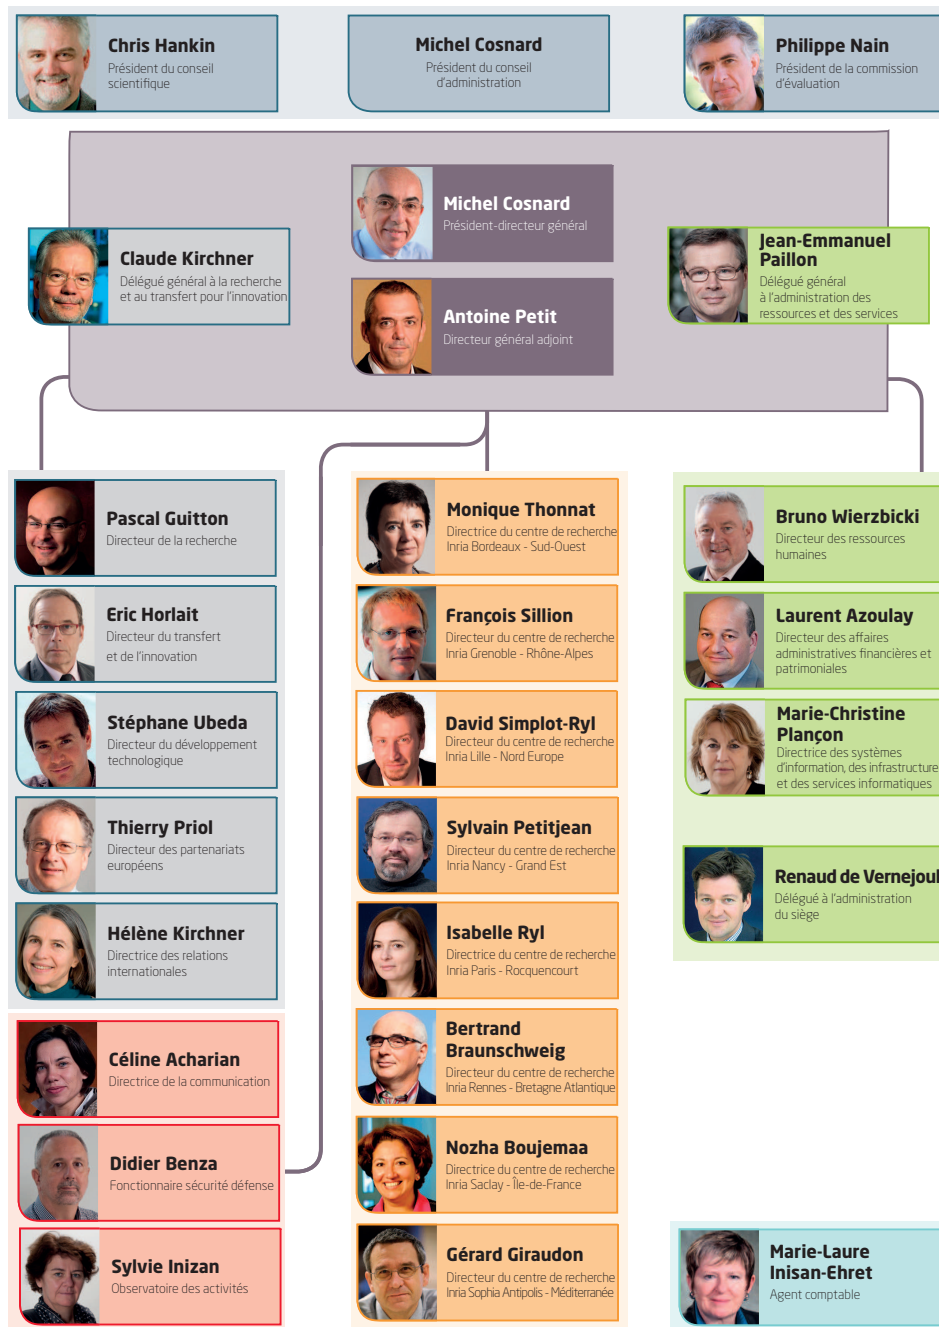 Chris Hankin
Président du conseil
scientifique
Michel Cosnard
Président du conseil
d'administration
Philippe Nain
Président de la commission
d'évaluation
Michel Cosnard
Président-directeur général
Claude Kirchner
Délégué général à la recherche
et au transfert pour l'innovation
Jean-Emmanuel
Paillon
Délégué général
à l'administration des
ressources et des services
Antoine Petit
Directeur général adjoint
Pascal Guitton
Directeur de la recherche
Eric Horlait
Directeur du transfert
et de l'innovation
Stéphane Ubeda
Directeur du développement
technologique
Thierry Priol
Directeur des partenariats
européens
Hélène Kirchner
Directrice des relations
internationales
Céline Acharian
Directrice de la communication
Didier Benza
Fonctionnaire sécurité défense
Sylvie Inizan
Observatoire des activités
Monique Thonnat
Directrice du centre de recherche
Inria Bordeaux - Sud-Ouest
François Sillion
Directeur du centre de recherche
Inria Grenoble - Rhône-Alpes
David Simplot-Ryl
Directeur du centre de recherche
Inria Lille - Nord Europe
Sylvain Petitjean
Directeur du centre de recherche
Inria Nancy - Grand Est
Isabelle Ryl
Directrice du centre de recherche
Inria Paris - Rocquencourt
Bertrand
Braunschweig
Directeur du centre de recherche
Inria Rennes - Bretagne Atlantique
Nozha Boujemaa
Directrice du centre de recherche
Inria Saclay - Île-de-France
Gérard Giraudon
Directeur du centre de recherche
Inria Sophia Antipolis - Méditerranée
Bruno Wierzbicki
Directeur des ressources
humaines
Laurent Azoulay
Directeur des affaires
administratives financières et
patrimoniales
Marie-Christine
Plançon
Directrice des systèmes
d'information, des infrastructure
et des services informatiques
Renaud de Vernejoul
Délégué à l'administration
du siège
Marie-Laure
Inisan-Ehret
Agent comptable